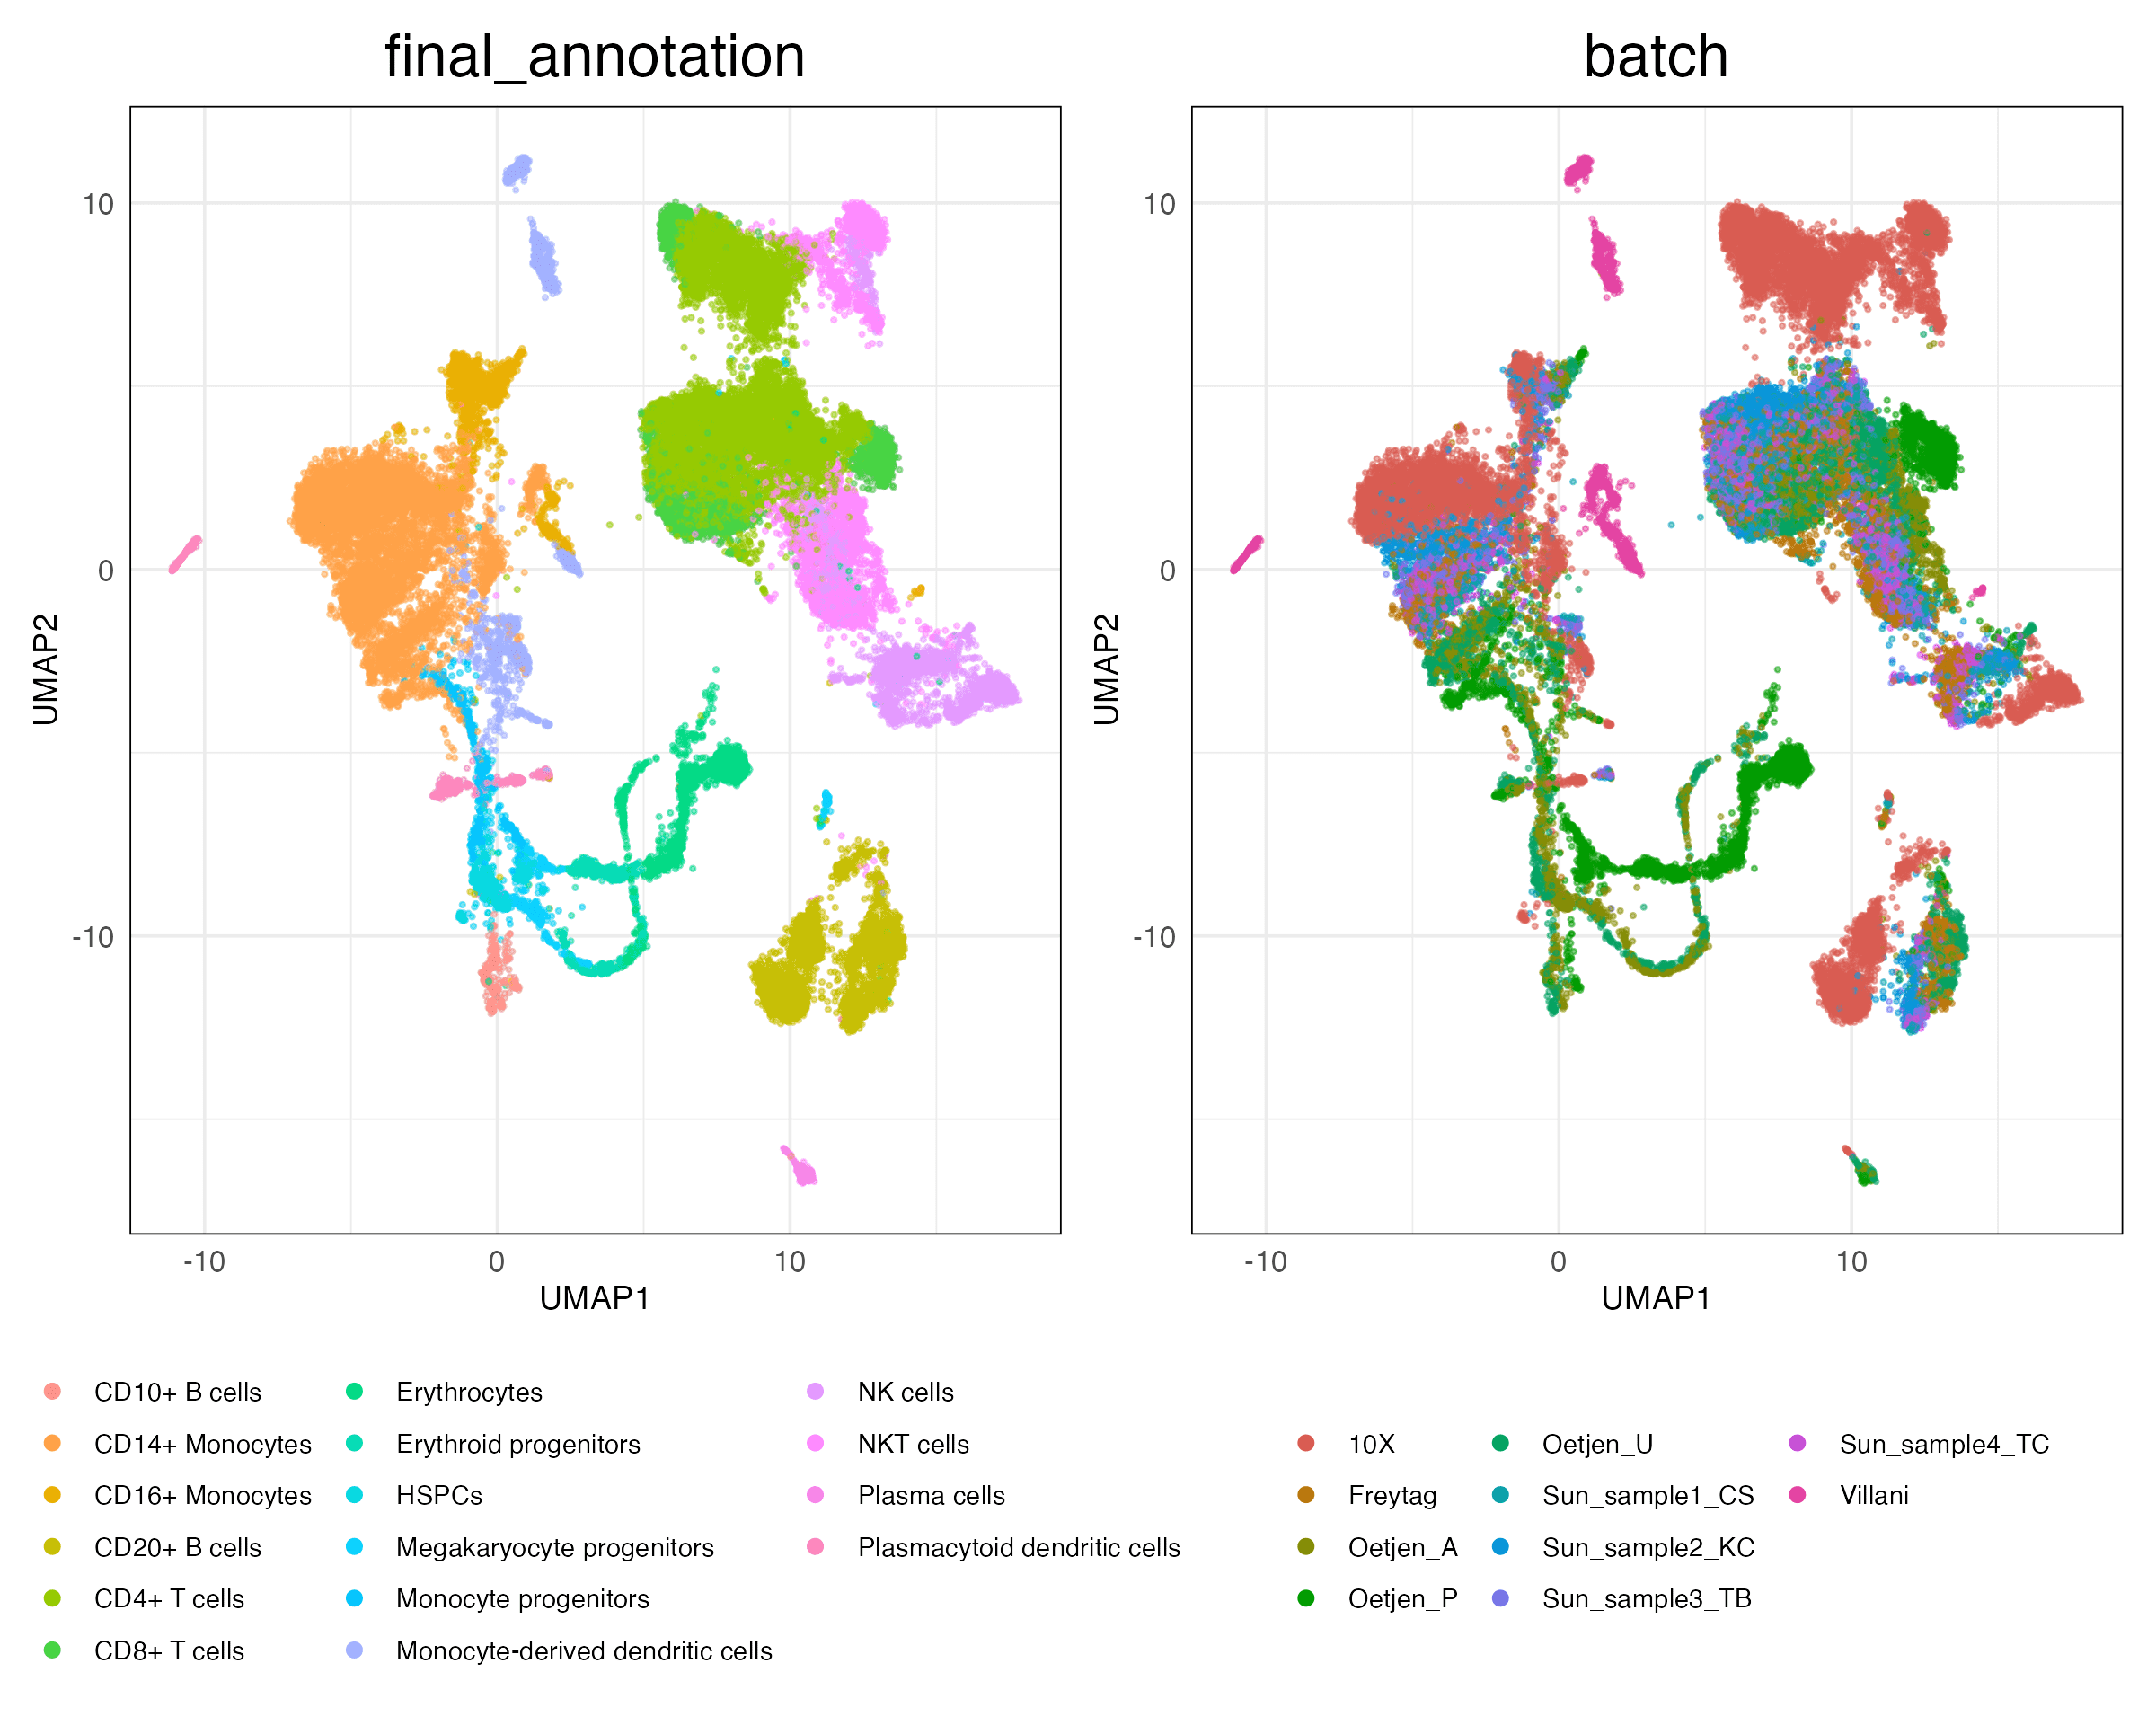 final_annotation
batch
10
0
-10
UMAP2
-10
0
10
UMAP1
10
0
-10
UMAP2
-10
0
10
UMAP1
CD10+ B cells
CD14+ Monocytes
CD16+ Monocytes
CD20+ B cells
CD4+ T cells
CD8+ T cells
Erythrocytes
Erythroid progenitors
HSPCs
Megakaryocyte progenitors
Monocyte progenitors
Monocyte-derived dendritic cells
NK cells
NKT cells
Plasma cells
Plasmacytoid dendritic cells
10X
Freytag
Oetjen_A
Oetjen_P
Oetjen_U
Sun_sample1_CS
Sun_sample2_KC
Sun_sample3_TB
Sun_sample4_TC
Villani